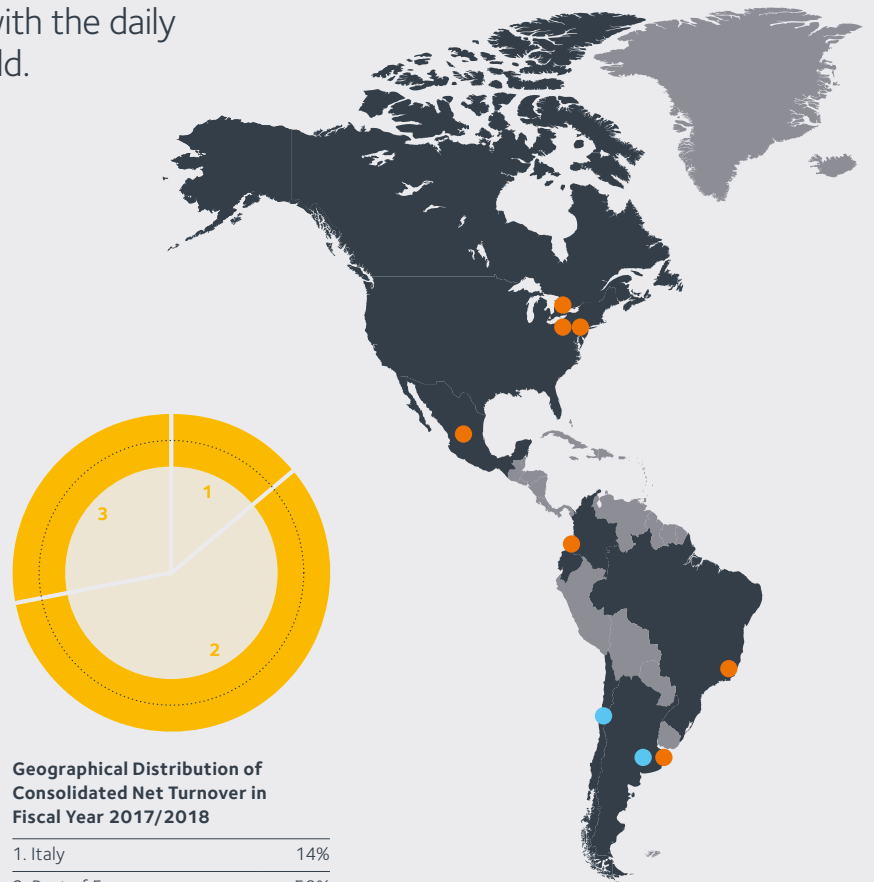 with the daily
1
3
2
Geographical Distribution of
Consolidated Net Turnover in
Fiscal Year 2017/2018
1. Italy 14%